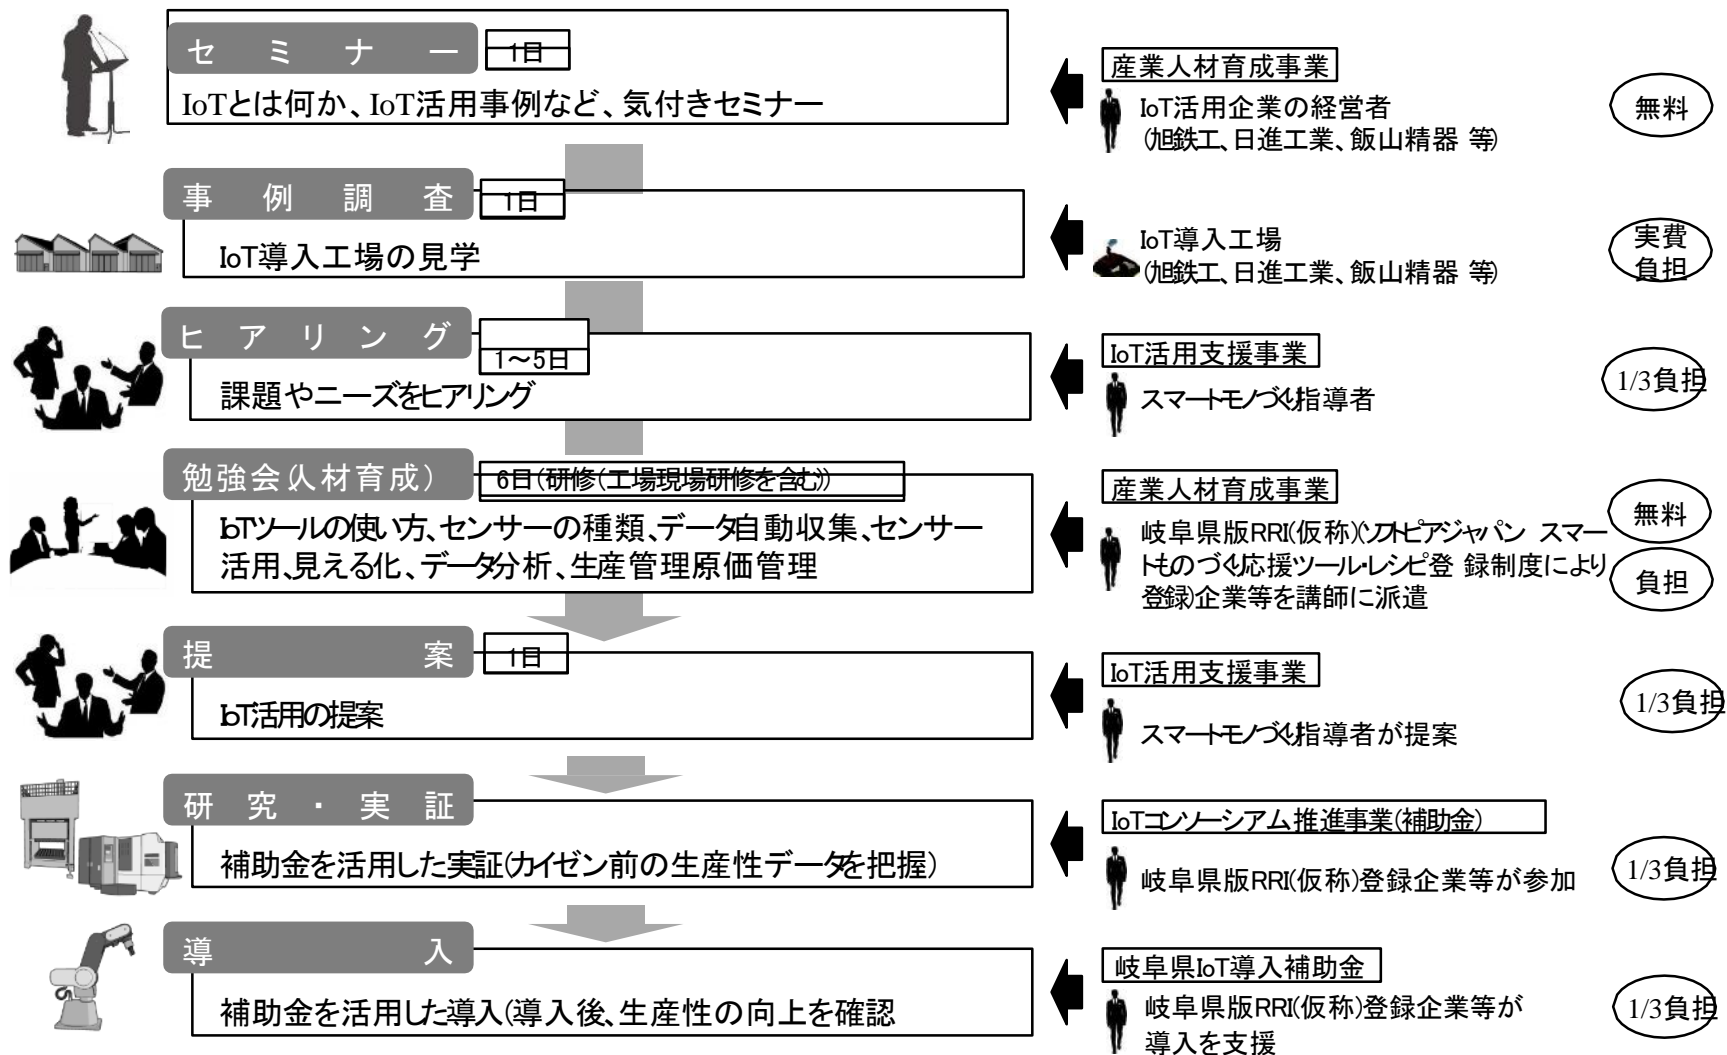 セミナー
1日
IoTとは何か、IoT活用事例など、気付きセミナー
産業人材育成事業
IoT活用企業の経営者
(旭鉄工、日進工業、飯山精器 等)
無料
事例調査
1日
IoT導入工場の見学
IoT導入工場
(旭鉄工、日進工業、飯山精器 等)
実費
負担
ヒアリング
1～5日
課題やニーズをヒアリング
IoT活用支援事業
スマートモノづくり指導者
1/3負担
勉強会(人材育成)
6日(研修(工場現場研修を含む))
IoTツールの使い方、センサーの種類、データ自動収集、センサー
活用、見える化、データ分析、生産管理原価管理
産業人材育成事業
岐阜県版RRI(仮称)(ソフトピアジャパン スマー
トものづくり応援ツール・レシピ登 録制度により
登録)企業等を講師に派遣
無料
負担
提案
1日
IoT活用の提案
IoT活用支援事業
スマートモノづくり指導者が提案
1/3負担
研究・実証
補助金を活用した実証(カイゼン前の生産性データを把握)
IoTコンソーシアム推進事業(補助金)
岐阜県版RRI(仮称)登録企業等が参加
1/3負担
導入
補助金を活用した導入(導入後、生産性の向上を確認
岐阜県IoT導入補助金
岐阜県版RRI(仮称)登録企業等が
導入を支援
1/3負担